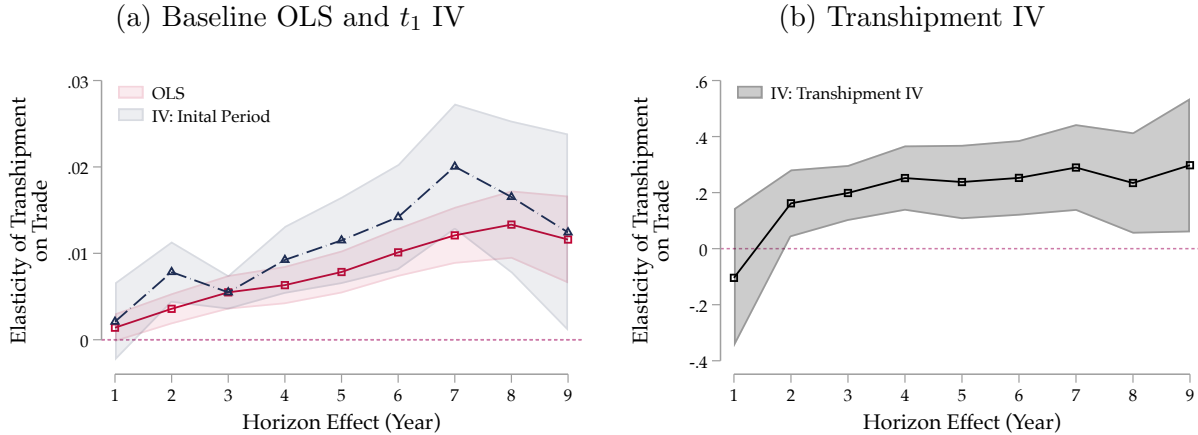 (a) Baseline OLS and t₁ IV
Elasticity of Transhipment
on Trade
.03
.02
.01
0
OLS
IV: Inital Period
1 2 3 4 5 6 7 8 9
Horizon Effect (Year)
(b) Transhipment IV
Elasticity of Transhipment
on Trade
.6
.4
.2
0
-.2
-.4
IV: Transhipment IV
1 2 3 4 5 6 7 8 9
Horizon Effect (Year)